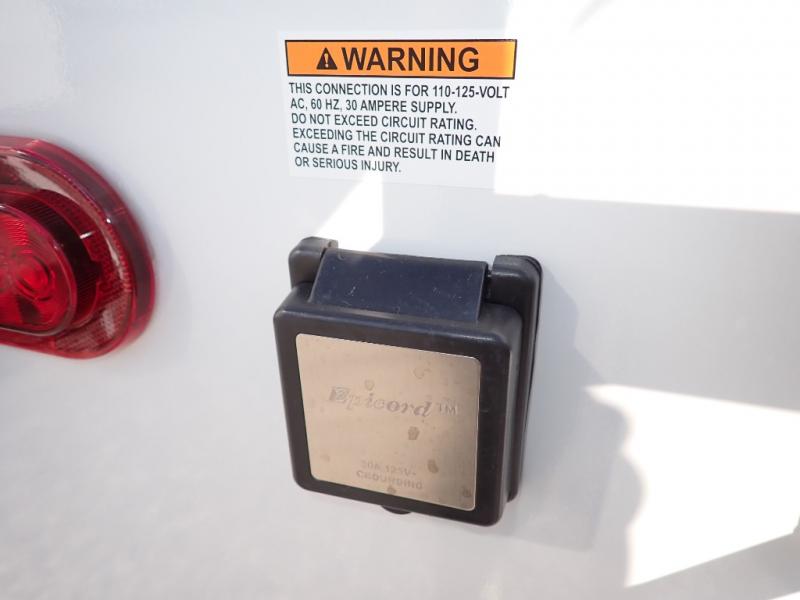 ⚠ WARNING
THIS CONNECTION IS FOR 110-125-VOLT
AC, 60 HZ, 30 AMPERE SUPPLY.
DO NOT EXCEED CIRCUIT RATING.
EXCEEDING THE CIRCUIT RATING CAN
CAUSE A FIRE AND RESULT IN DEATH
OR SERIOUS INJURY.
Epicord™
30A 125V~
GROUNDING